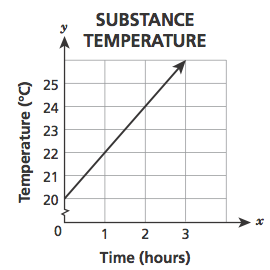 SUBSTANCE
TEMPERATURE
y
Temperature (°C)
25
24
23
22
21
20
0
1 2 3
x
Time (hours)